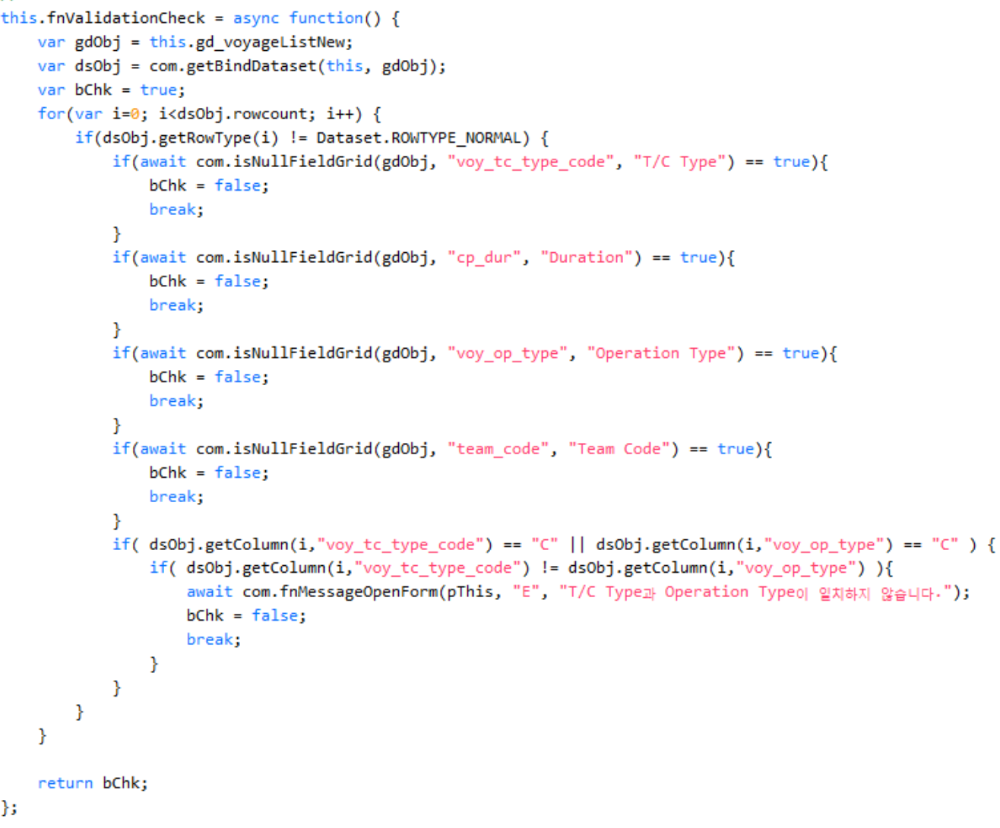 this.fnValidationCheck = async function() {
    var gdObj = this.gd_voyageListNew;
    var dsObj = com.getBindDataset(this, gdObj);
    var bChk = true;
    for(var i=0; i<dsObj.rowcount; i++) {
        if(dsObj.getRowType(i) != Dataset.ROWTYPE_NORMAL) {
            if(await com.isNullFieldGrid(gdObj, "voy_tc_type_code", "T/C Type") == true){
                bChk = false;
                break;
            }
            if(await com.isNullFieldGrid(gdObj, "cp_dur", "Duration") == true){
                bChk = false;
                break;
            }
            if(await com.isNullFieldGrid(gdObj, "voy_op_type", "Operation Type") == true){
                bChk = false;
                break;
            }
            if(await com.isNullFieldGrid(gdObj, "team_code", "Team Code") == true){
                bChk = false;
                break;
            }
            if( dsObj.getColumn(i,"voy_tc_type_code") == "C" || dsObj.getColumn(i,"voy_op_type") == "C" ) {
                if( dsObj.getColumn(i,"voy_tc_type_code") != dsObj.getColumn(i,"voy_op_type") ){
                    await com.fnMessageOpenForm(pThis, "E", "T/C Type과 Operation Type이 일치하지 않습니다.");
                    bChk = false;
                    break;
                }
            }
        }
    }

    return bChk;
};